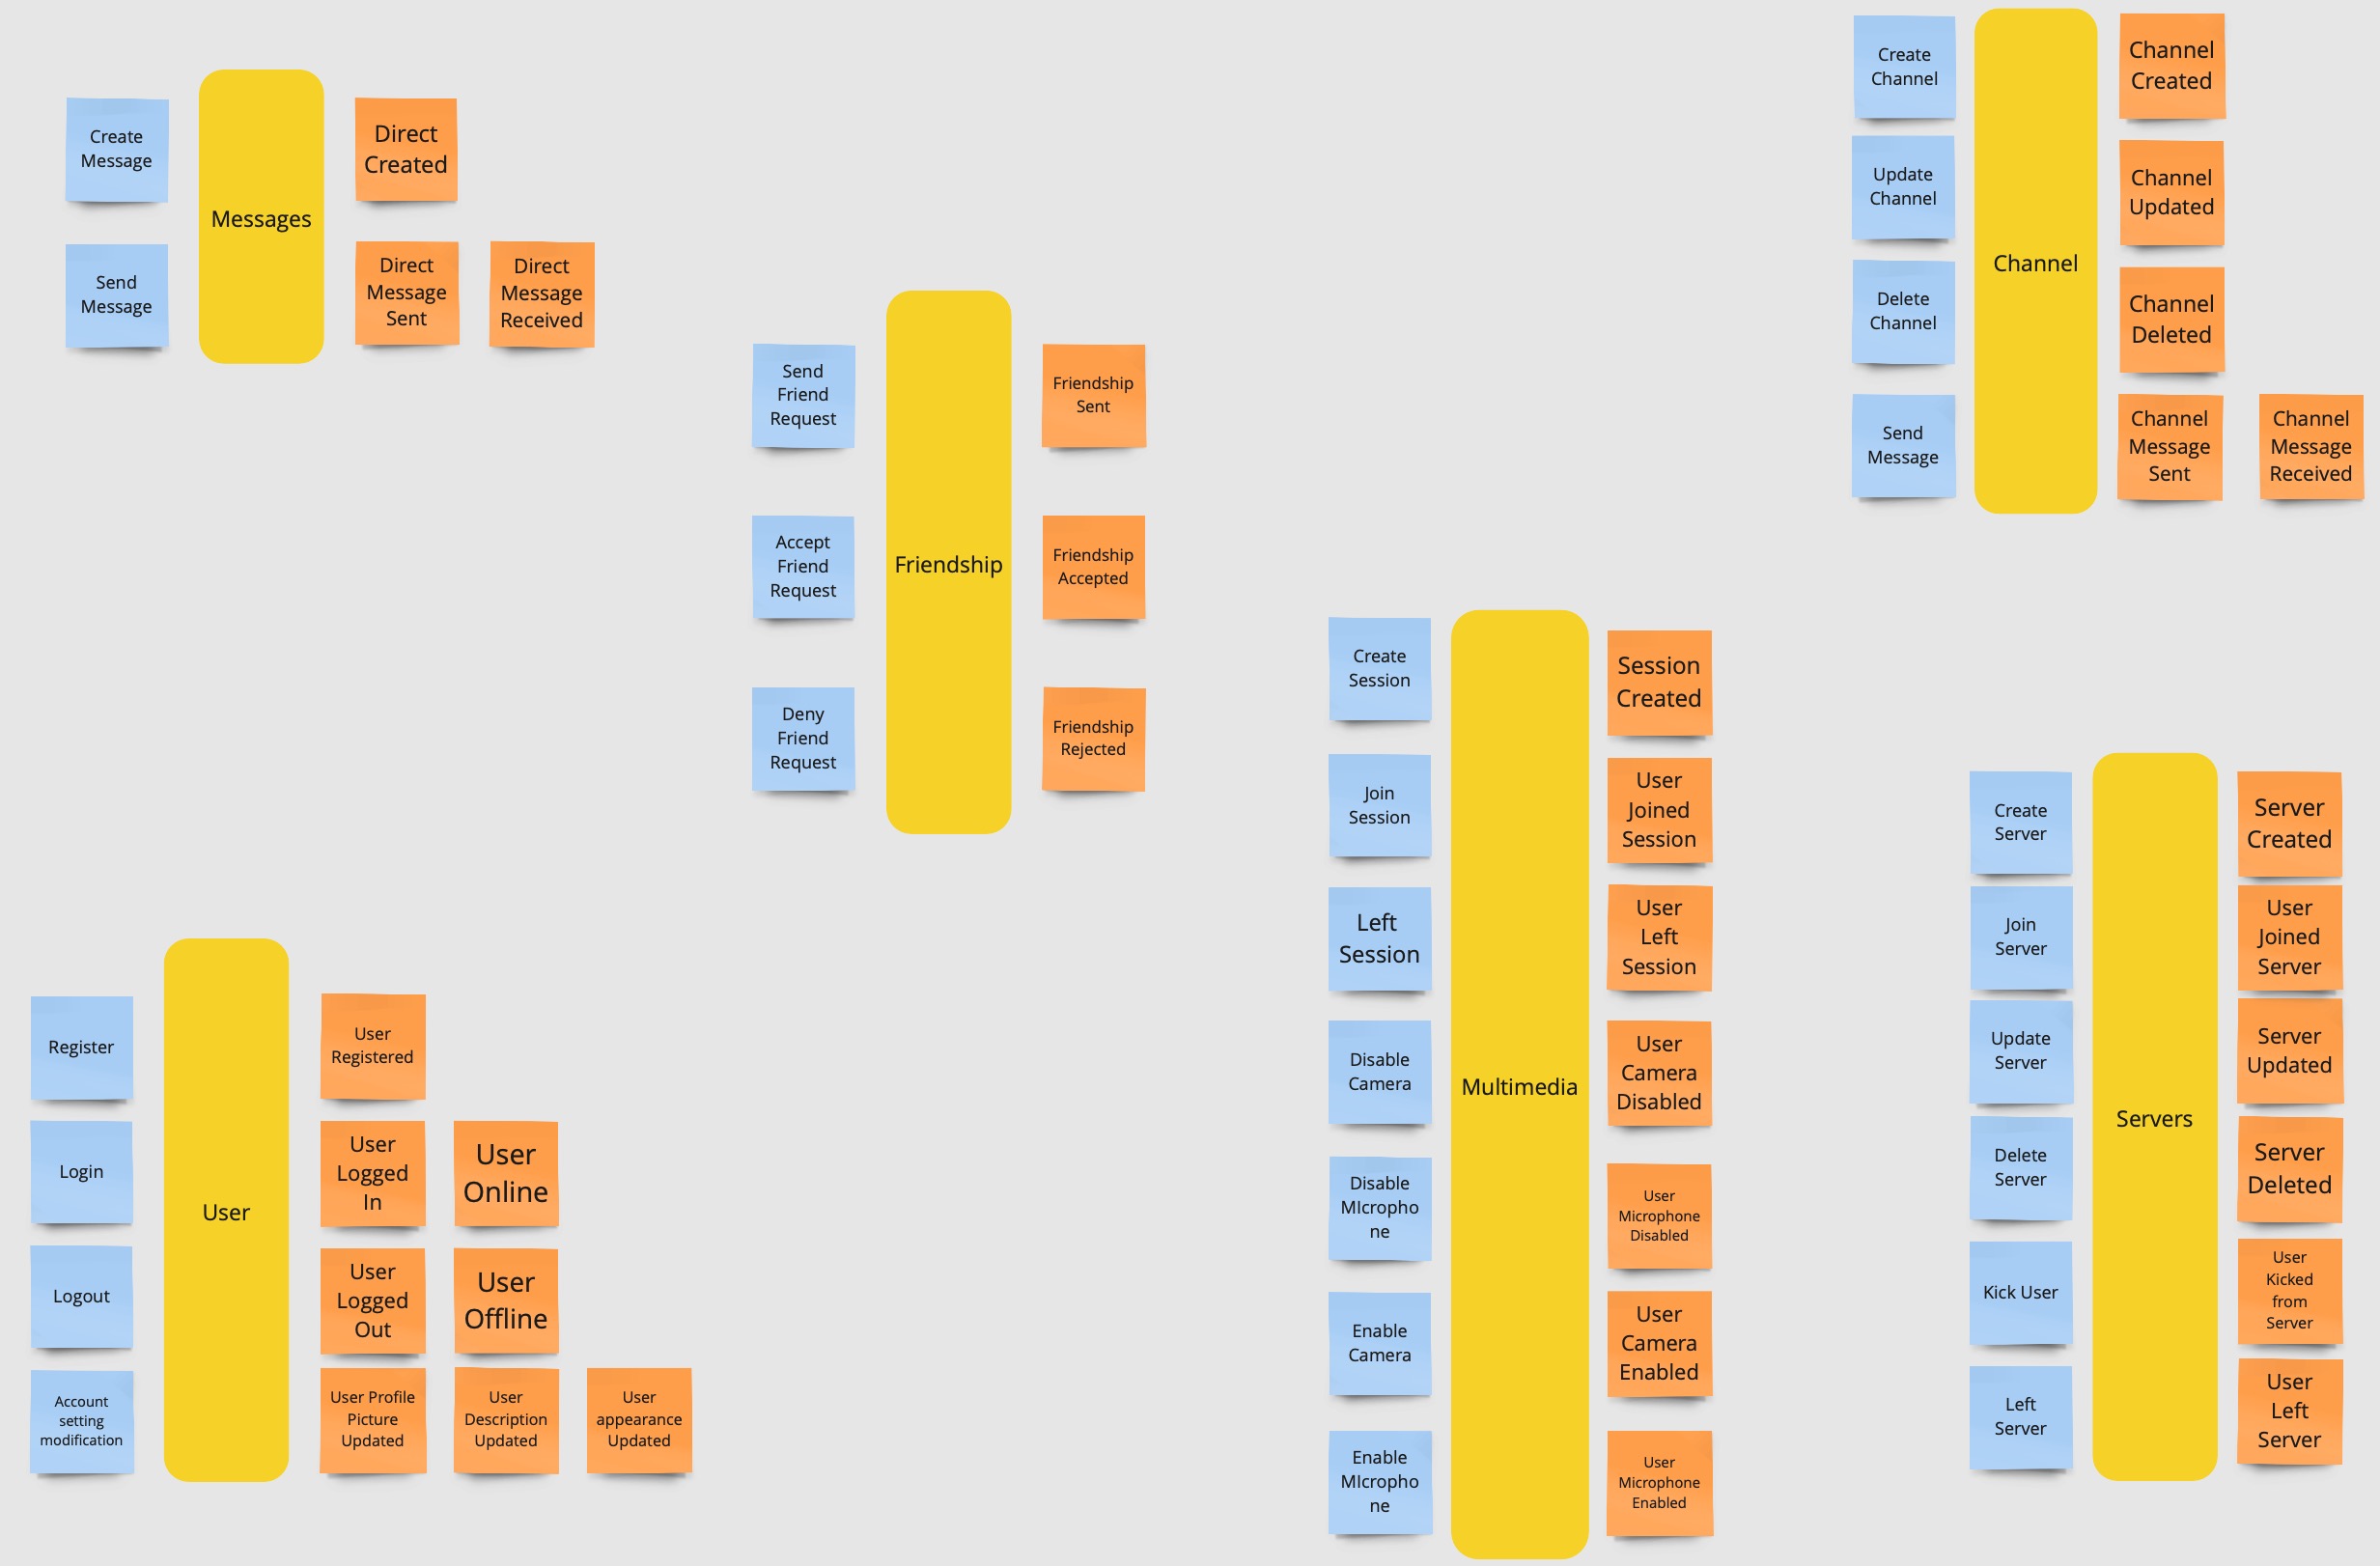 Create
Message
Send
Message
Messages
Direct
Created
Direct
Message
Sent
Direct
Message
Received
Send
Friend
Request
Accept
Friend
Request
Deny
Friend
Request
Friendship
Friendship
Sent
Friendship
Accepted
Friendship
Rejected
Create
Channel
Update
Channel
Delete
Channel
Send
Message
Channel
Channel
Created
Channel
Updated
Channel
Deleted
Channel
Message
Sent
Channel
Message
Received
Register
Login
Logout
Account
setting
modification
User
User
Registered
User
Logged
In
User
Online
User
Logged
Out
User
Offline
User Profile
Picture
Updated
User
Description
Updated
User
appearance
Updated
Create
Session
Join
Session
Left
Session
Disable
Camera
Disable
MIcropho
ne
Enable
Camera
Enable
MIcropho
ne
Multimedia
Session
Created
User
Joined
Session
User
Left
Session
User
Camera
Disabled
User
Microphone
Disabled
User
Camera
Enabled
User
Microphone
Enabled
Create
Server
Join
Server
Update
Server
Delete
Server
Kick User
Left
Server
Servers
Server
Created
User
Joined
Server
Server
Updated
Server
Deleted
User
Kicked
from
Server
User
Left
Server